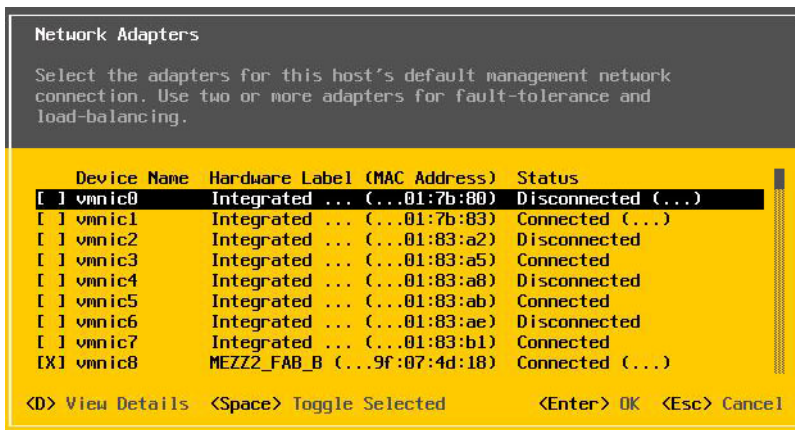 Network Adapters
Select the adapters for this host's default management network
connection. Use two or more adapters for fault-tolerance and
load-balancing.
Device Name Hardware Label (MAC Address) Status
[ ] vmnic0 Integrated ... (...01:7b:80) Disconnected (...)
[ ] vmnic1 Integrated ... (...01:7b:83) Connected (...)
[ ] vmnic2 Integrated ... (...01:83:a2) Disconnected
[ ] vmnic3 Integrated ... (...01:83:a5) Connected
[ ] vmnic4 Integrated ... (...01:83:a8) Disconnected
[ ] vmnic5 Integrated ... (...01:83:ab) Connected
[ ] vmnic6 Integrated ... (...01:83:ae) Disconnected
[ ] vmnic7 Integrated ... (...01:83:b1) Connected
[X] vmnic8 MEZZ2_FAB_B (...9f:07:4d:18) Connected (...)
<D> View Details <Space> Toggle Selected <Enter> OK <Esc> Cancel